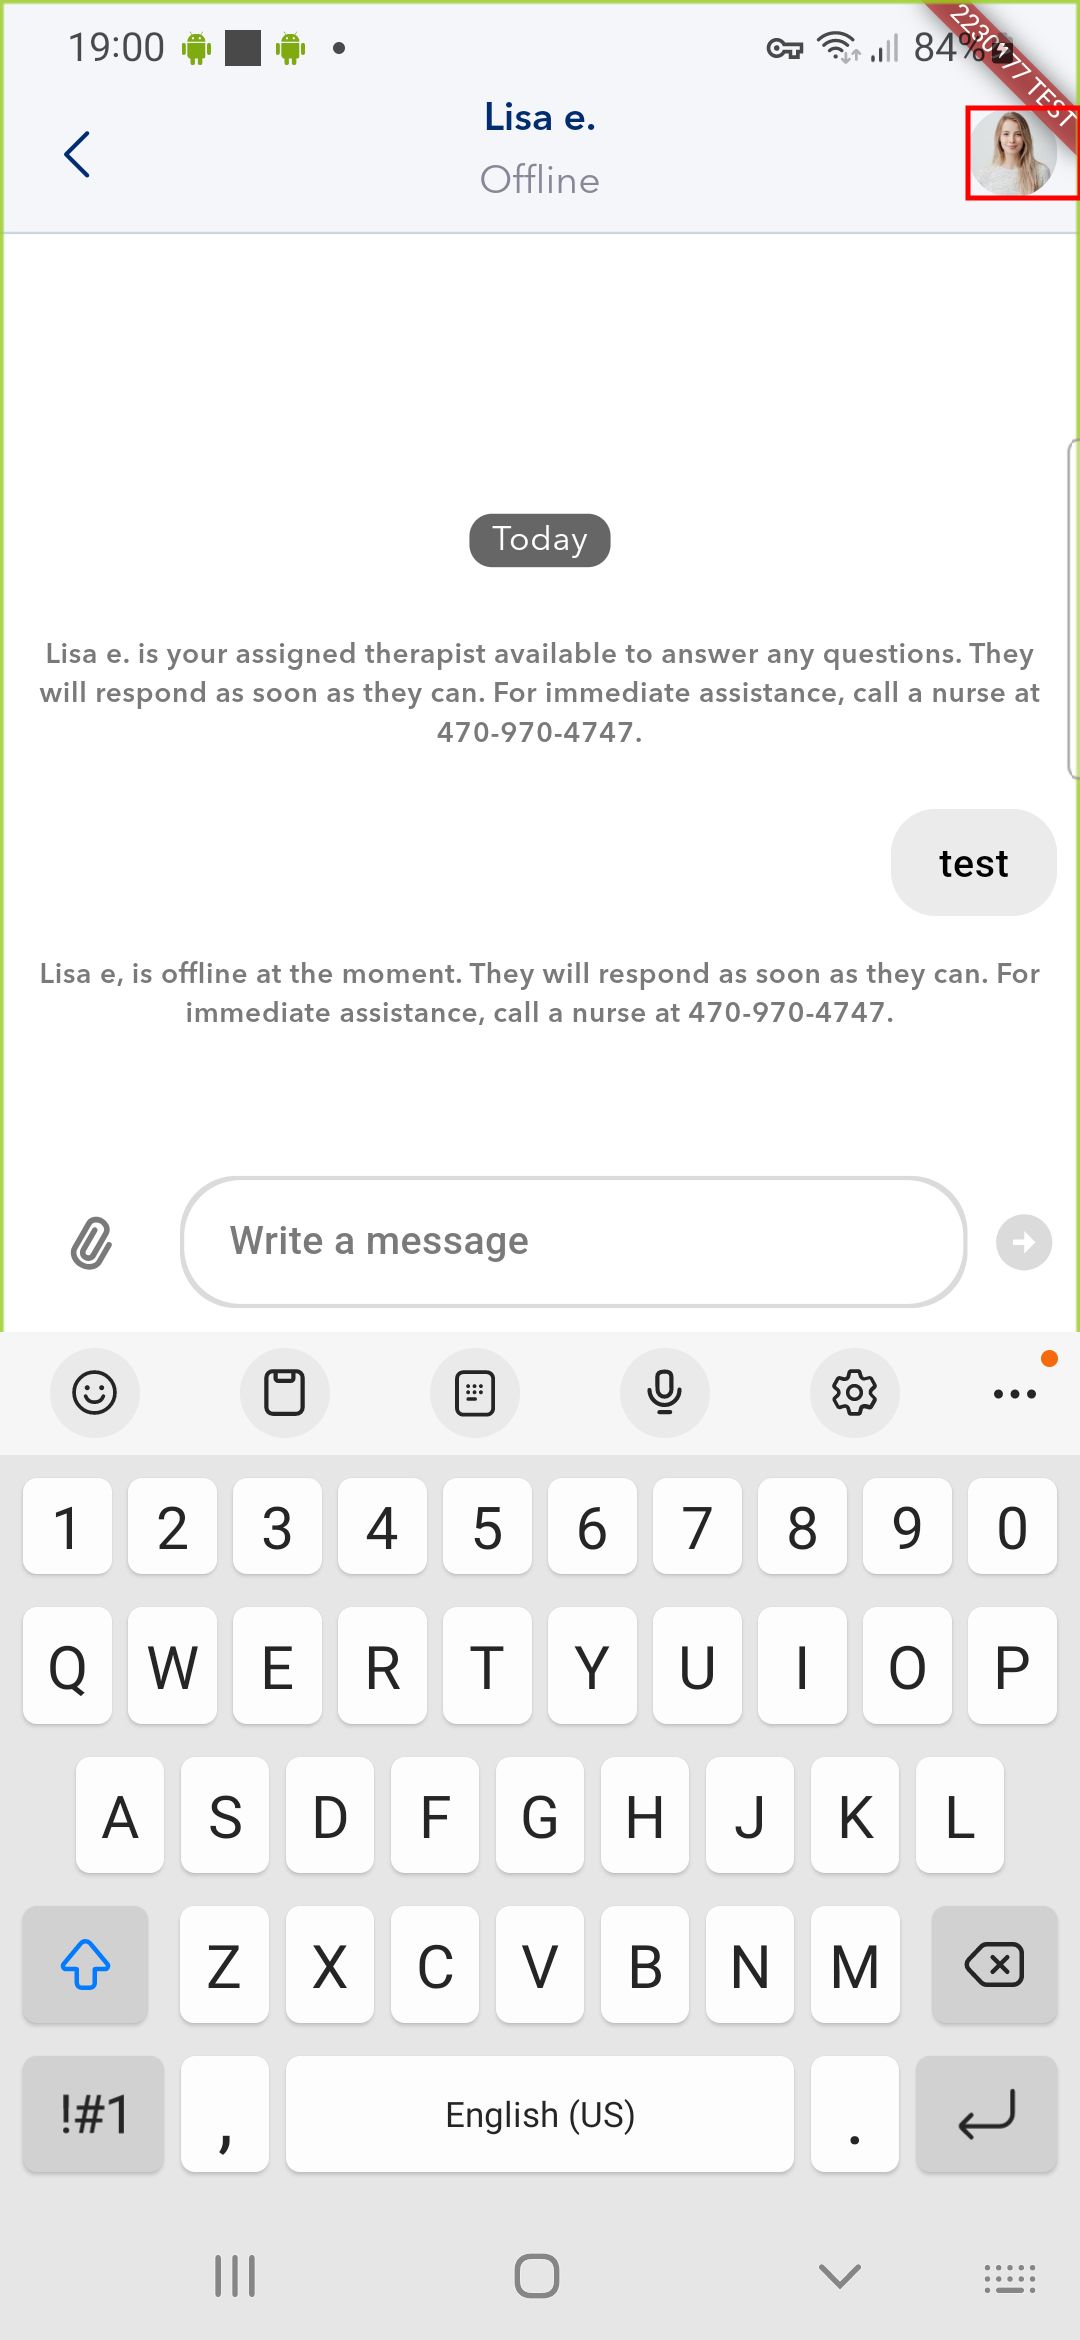 19:00
84%
2230177 TEST
Lisa e.
Offline
Today
Lisa e. is your assigned therapist available to answer any questions. They
will respond as soon as they can. For immediate assistance, call a nurse at
470-970-4747.
test
Lisa e, is offline at the moment. They will respond as soon as they can. For
immediate assistance, call a nurse at 470-970-4747.
Write a message
1 2 3 4 5 6 7 8 9 0
Q W E R T Y U I O P
A S D F G H J K L
Z X C V B N M
!#1 , English (US) .